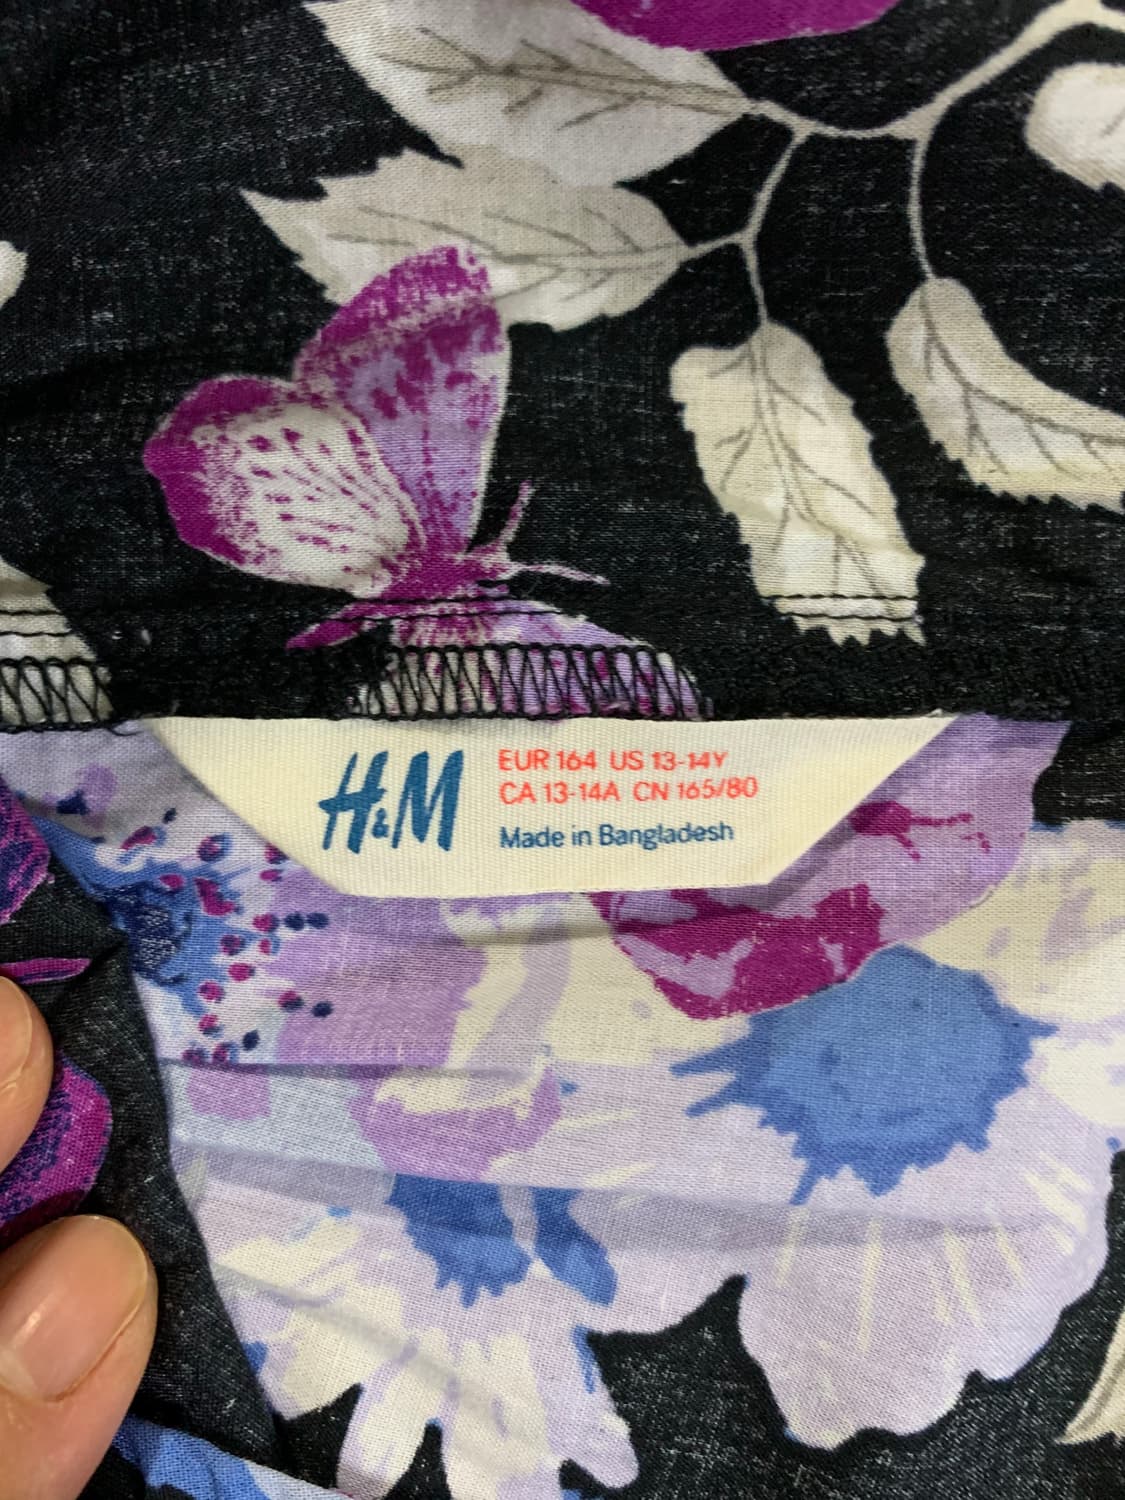 H&M
EUR 164 US 13-14Y
CA 13-14A CN 165/80
Made in Bangladesh